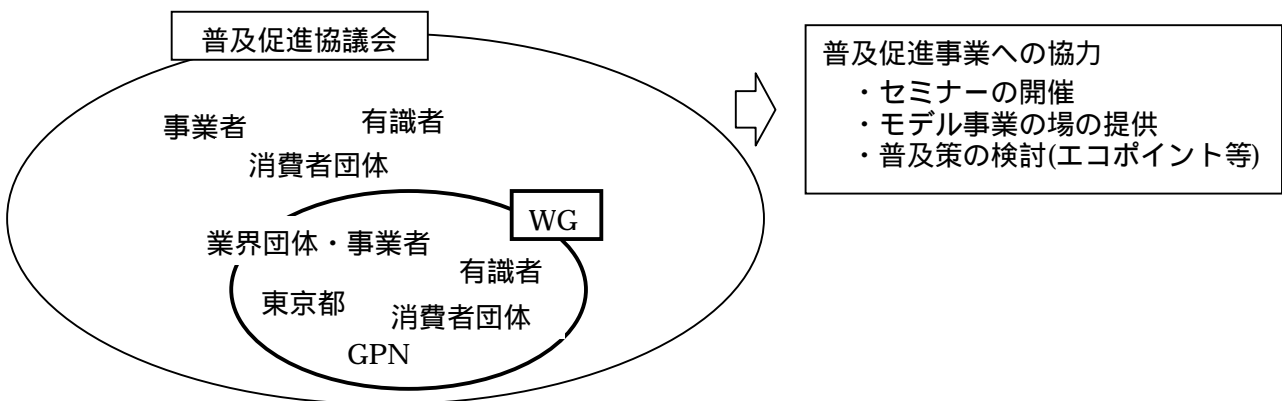 普及促進協議会
事業者
有識者
消費者団体
WG
業界団体・事業者
有識者
東京都
消費者団体
GPN
普及促進事業への協力
・セミナーの開催
・モデル事業の場の提供
・普及策の検討(エコポイント等)